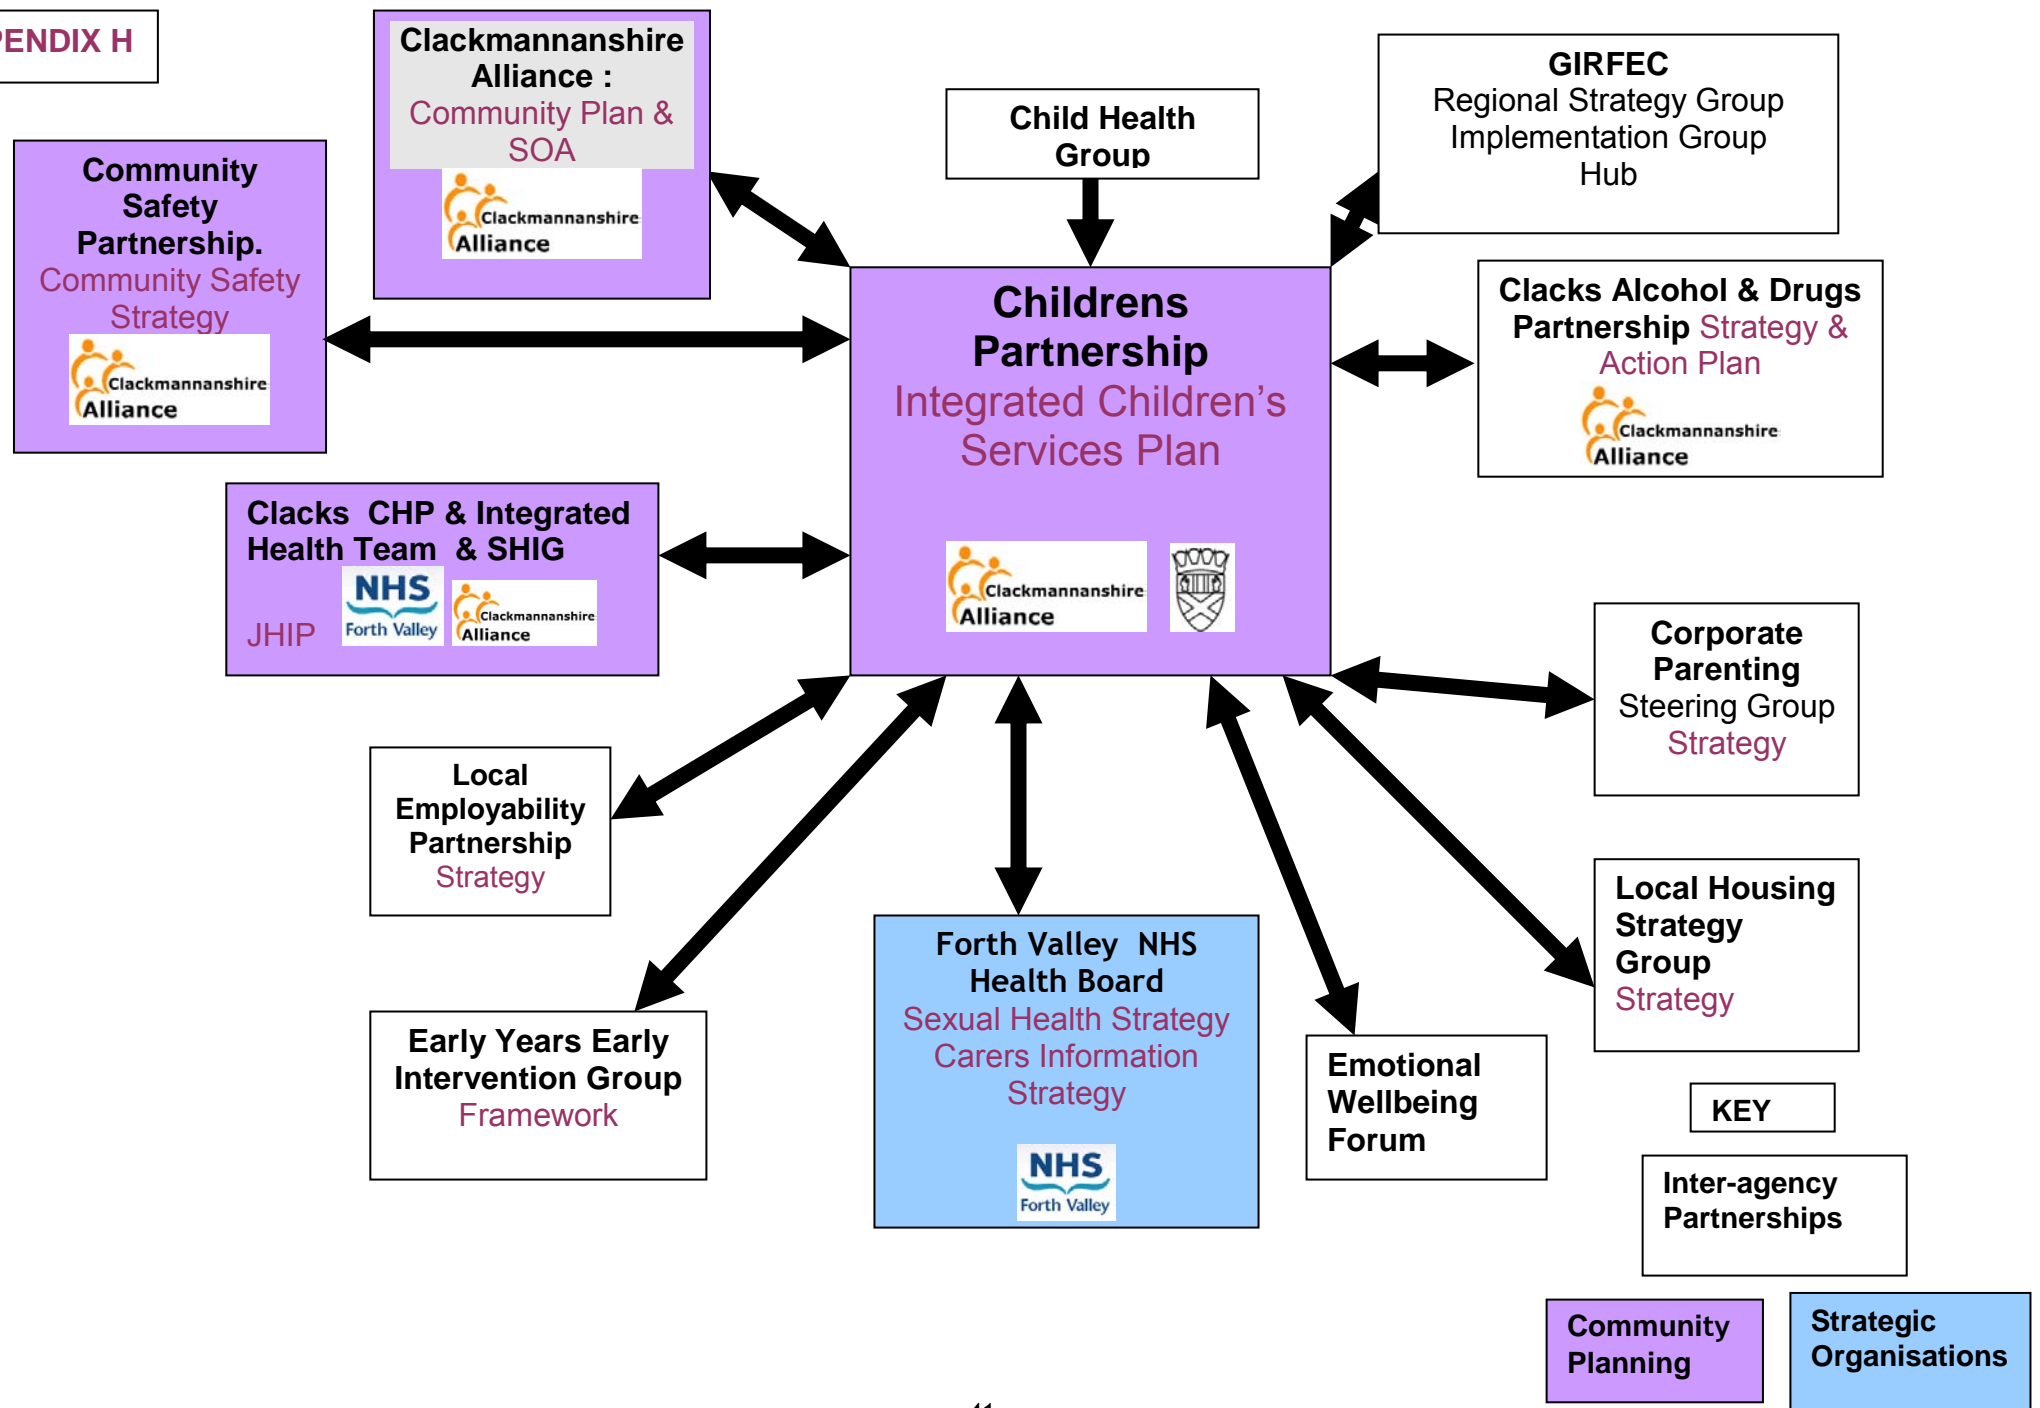 PENDIX H
Clackmannanshire
Alliance :
Community Plan &
SOA
Clackmannanshire
Alliance
Child Health
Group
GIRFEC
Regional Strategy Group
Implementation Group
Hub
Community
Safety
Partnership.
Community Safety
Strategy
Clackmannanshire
Alliance
Childrens
Partnership
Integrated Children’s
Services Plan
Clackmannanshire
Alliance
Clacks Alcohol & Drugs
Partnership Strategy &
Action Plan
Clackmannanshire
Alliance
Clacks CHP & Integrated
Health Team & SHIG
JHIP
NHS
Forth Valley
Clackmannanshire
Alliance
Corporate
Parenting
Steering Group
Strategy
Local
Employability
Partnership
Strategy
Local Housing
Strategy
Group
Strategy
Early Years Early
Intervention Group
Framework
Forth Valley NHS
Health Board
Sexual Health Strategy
Carers Information
Strategy
NHS
Forth Valley
Emotional
Wellbeing
Forum
KEY
Inter-agency
Partnerships
Community
Planning
Strategic
Organisations